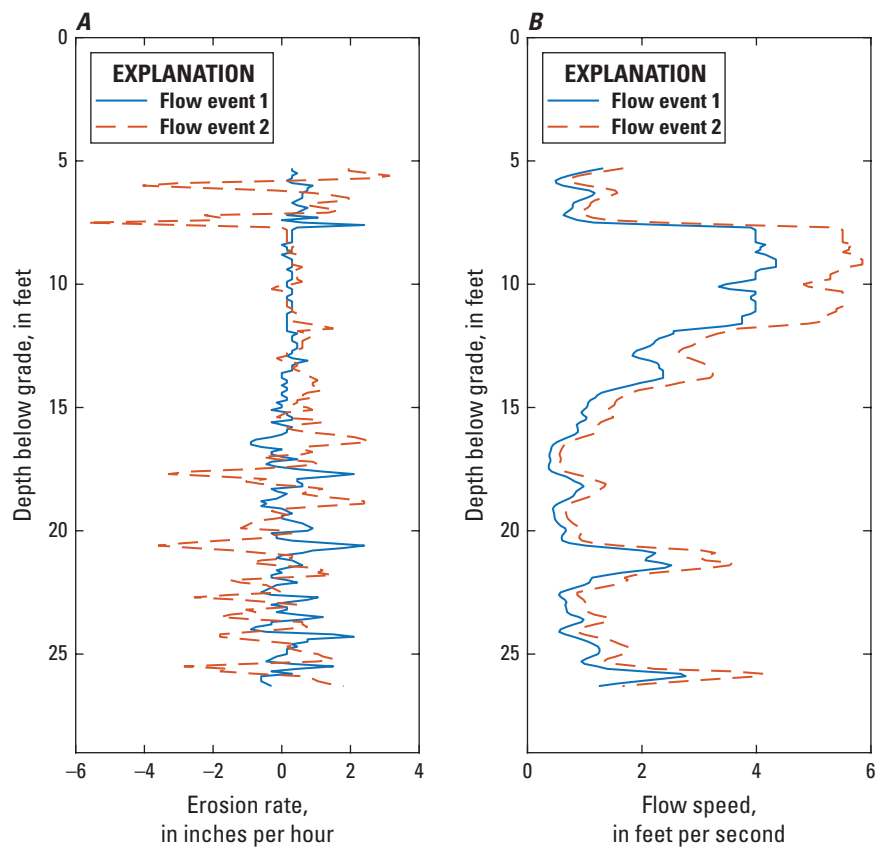 A
0
5
10
15
20
25
Depth below grade, in feet
EXPLANATION
Flow event 1
Flow event 2
−6
−4
−2
0
2
4
Erosion rate,
in inches per hour
B
0
5
10
15
20
25
Depth below grade, in feet
EXPLANATION
Flow event 1
Flow event 2
0
2
4
6
Flow speed,
in feet per second